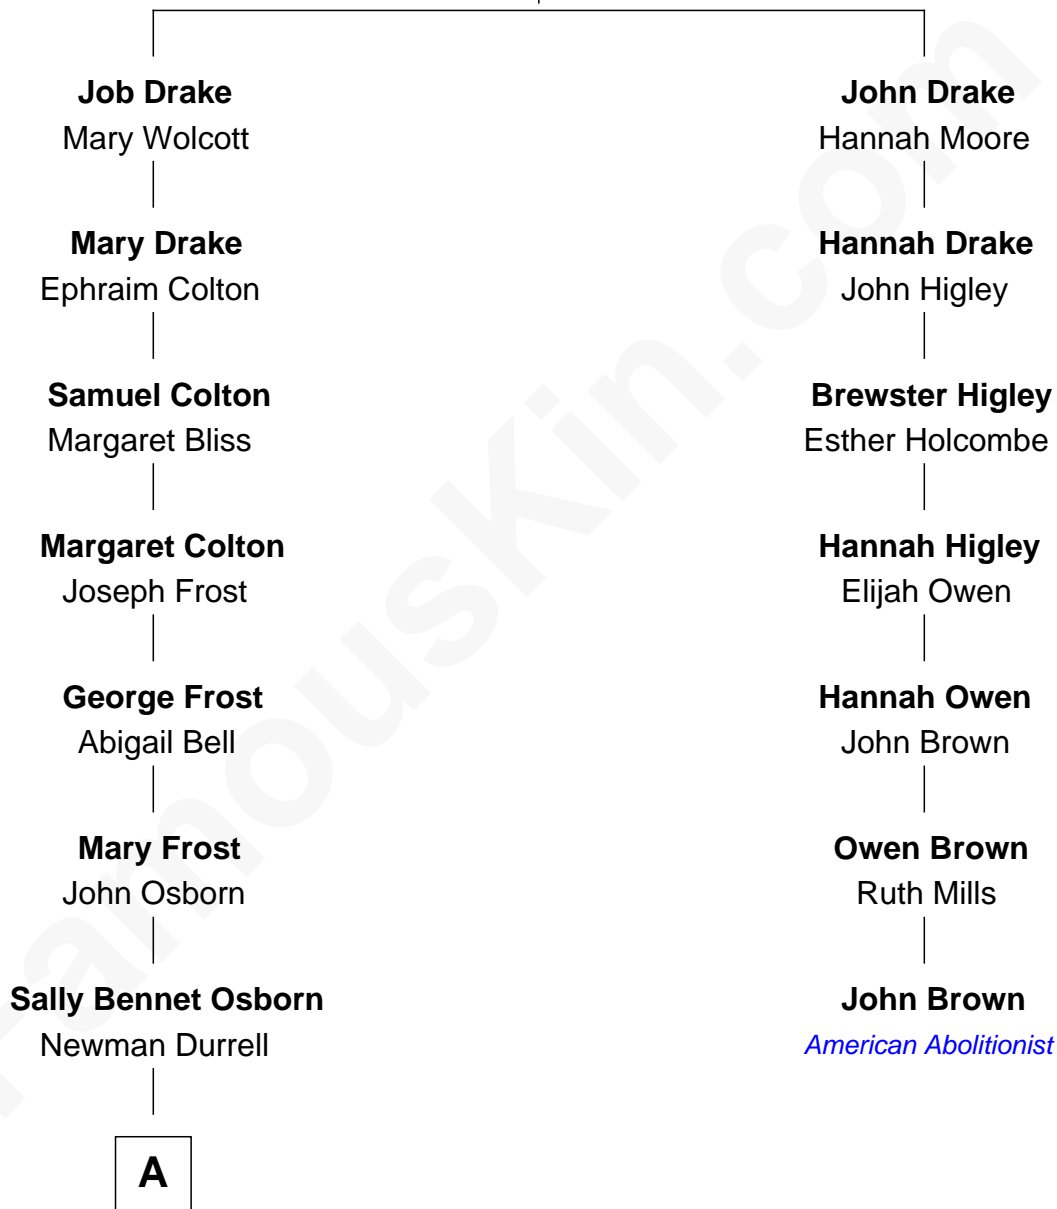 Job Drake
Mary Wolcott
John Drake
Hannah Moore
Mary Drake
Ephraim Colton
Hannah Drake
John Higley
Samuel Colton
Margaret Bliss
Brewster Higley
Esther Holcombe
Margaret Colton
Joseph Frost
Hannah Higley
Elijah Owen
George Frost
Abigail Bell
Hannah Owen
John Brown
Mary Frost
John Osborn
Owen Brown
Ruth Mills
Sally Bennet Osborn
Newman Durrell
John Brown
American Abolitionist
A
FamousKin.com